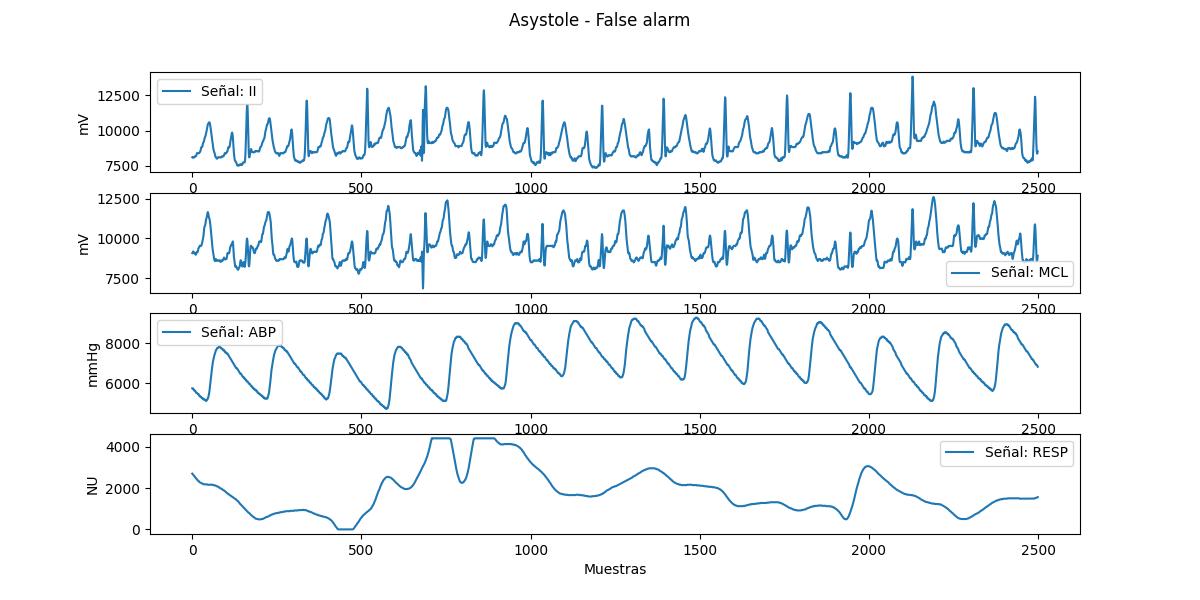 Asystole - False alarm
12500
10000
7500
mV
Señal: II
0 500 1000 1500 2000 2500
12500
10000
7500
mV
Señal: MCL
0 500 1000 1500 2000 2500
8000
6000
mmHg
Señal: ABP
0 500 1000 1500 2000 2500
4000
2000
0
NU
Señal: RESP
0 500 1000 1500 2000 2500
Muestras